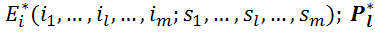 E_i^*(i_1, …, i_l, …, i_m; s_1, …, s_l, …, s_m); P_l^*